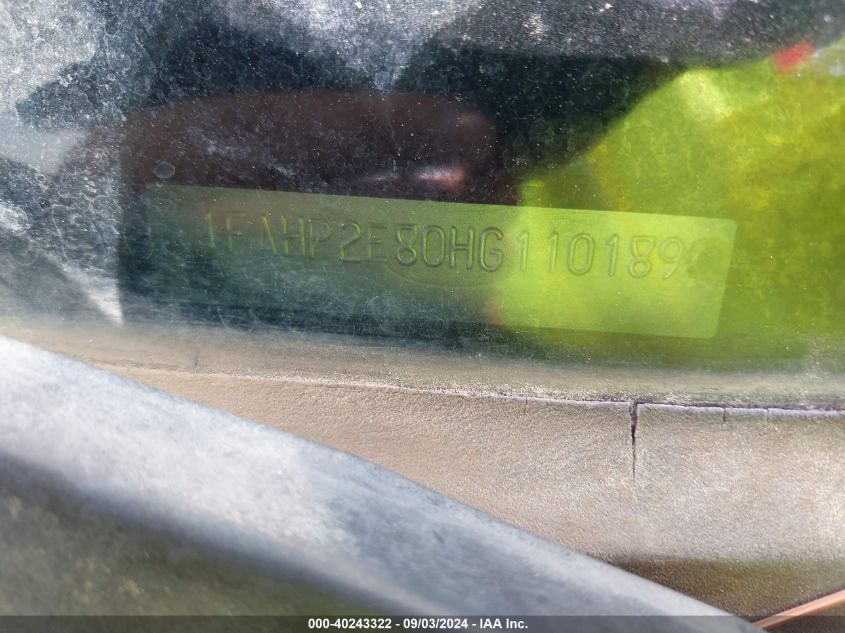 1FAHP2E80HG110189
000-40243322 • 09/03/2024 • IAA Inc.